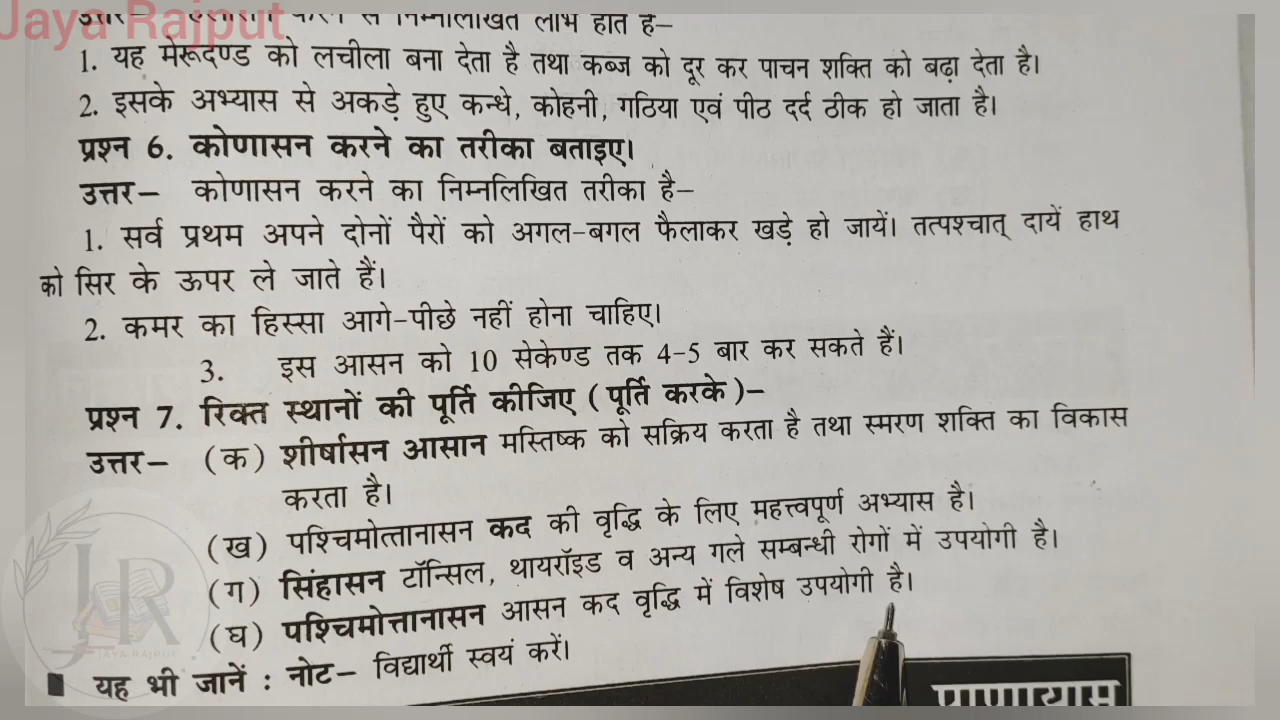 Jaya Rajput
निम्नलिखित लाभ होते हैं–
1. यह मेरूदण्ड को लचीला बना देता है तथा कब्ज को दूर कर पाचन शक्ति को बढ़ा देता है।
2. इसके अभ्यास से अकड़े हुए कन्धे, कोहनी, गठिया एवं पीठ दर्द ठीक हो जाता है।
प्रश्न 6. कोणासन करने का तरीका बताइए।
उत्तर– कोणासन करने का निम्नलिखित तरीका है–
1. सर्व प्रथम अपने दोनों पैरों को अगल-बगल फैलाकर खड़े हो जायें। तत्पश्चात् दायें हाथ
को सिर के ऊपर ले जाते हैं।
2. कमर का हिस्सा आगे-पीछे नहीं होना चाहिए।
3. इस आसन को 10 सेकेण्ड तक 4-5 बार कर सकते हैं।
प्रश्न 7. रिक्त स्थानों की पूर्ति कीजिए (पूर्ति करके)–
उत्तर– (क) शीर्षासन आसान मस्तिष्क को सक्रिय करता है तथा स्मरण शक्ति का विकास
करता है।
(ख) पश्चिमोत्तानासन कद की वृद्धि के लिए महत्त्वपूर्ण अभ्यास है।
(ग) सिंहासन टॉन्सिल, थायरॉइड व अन्य गले सम्बन्धी रोगों में उपयोगी है।
(घ) पश्चिमोत्तानासन आसन कद वृद्धि में विशेष उपयोगी है।
यह भी जानें : नोट– विद्यार्थी स्वयं करें।
प्राणायाम
JR
JAYA RAJPUT